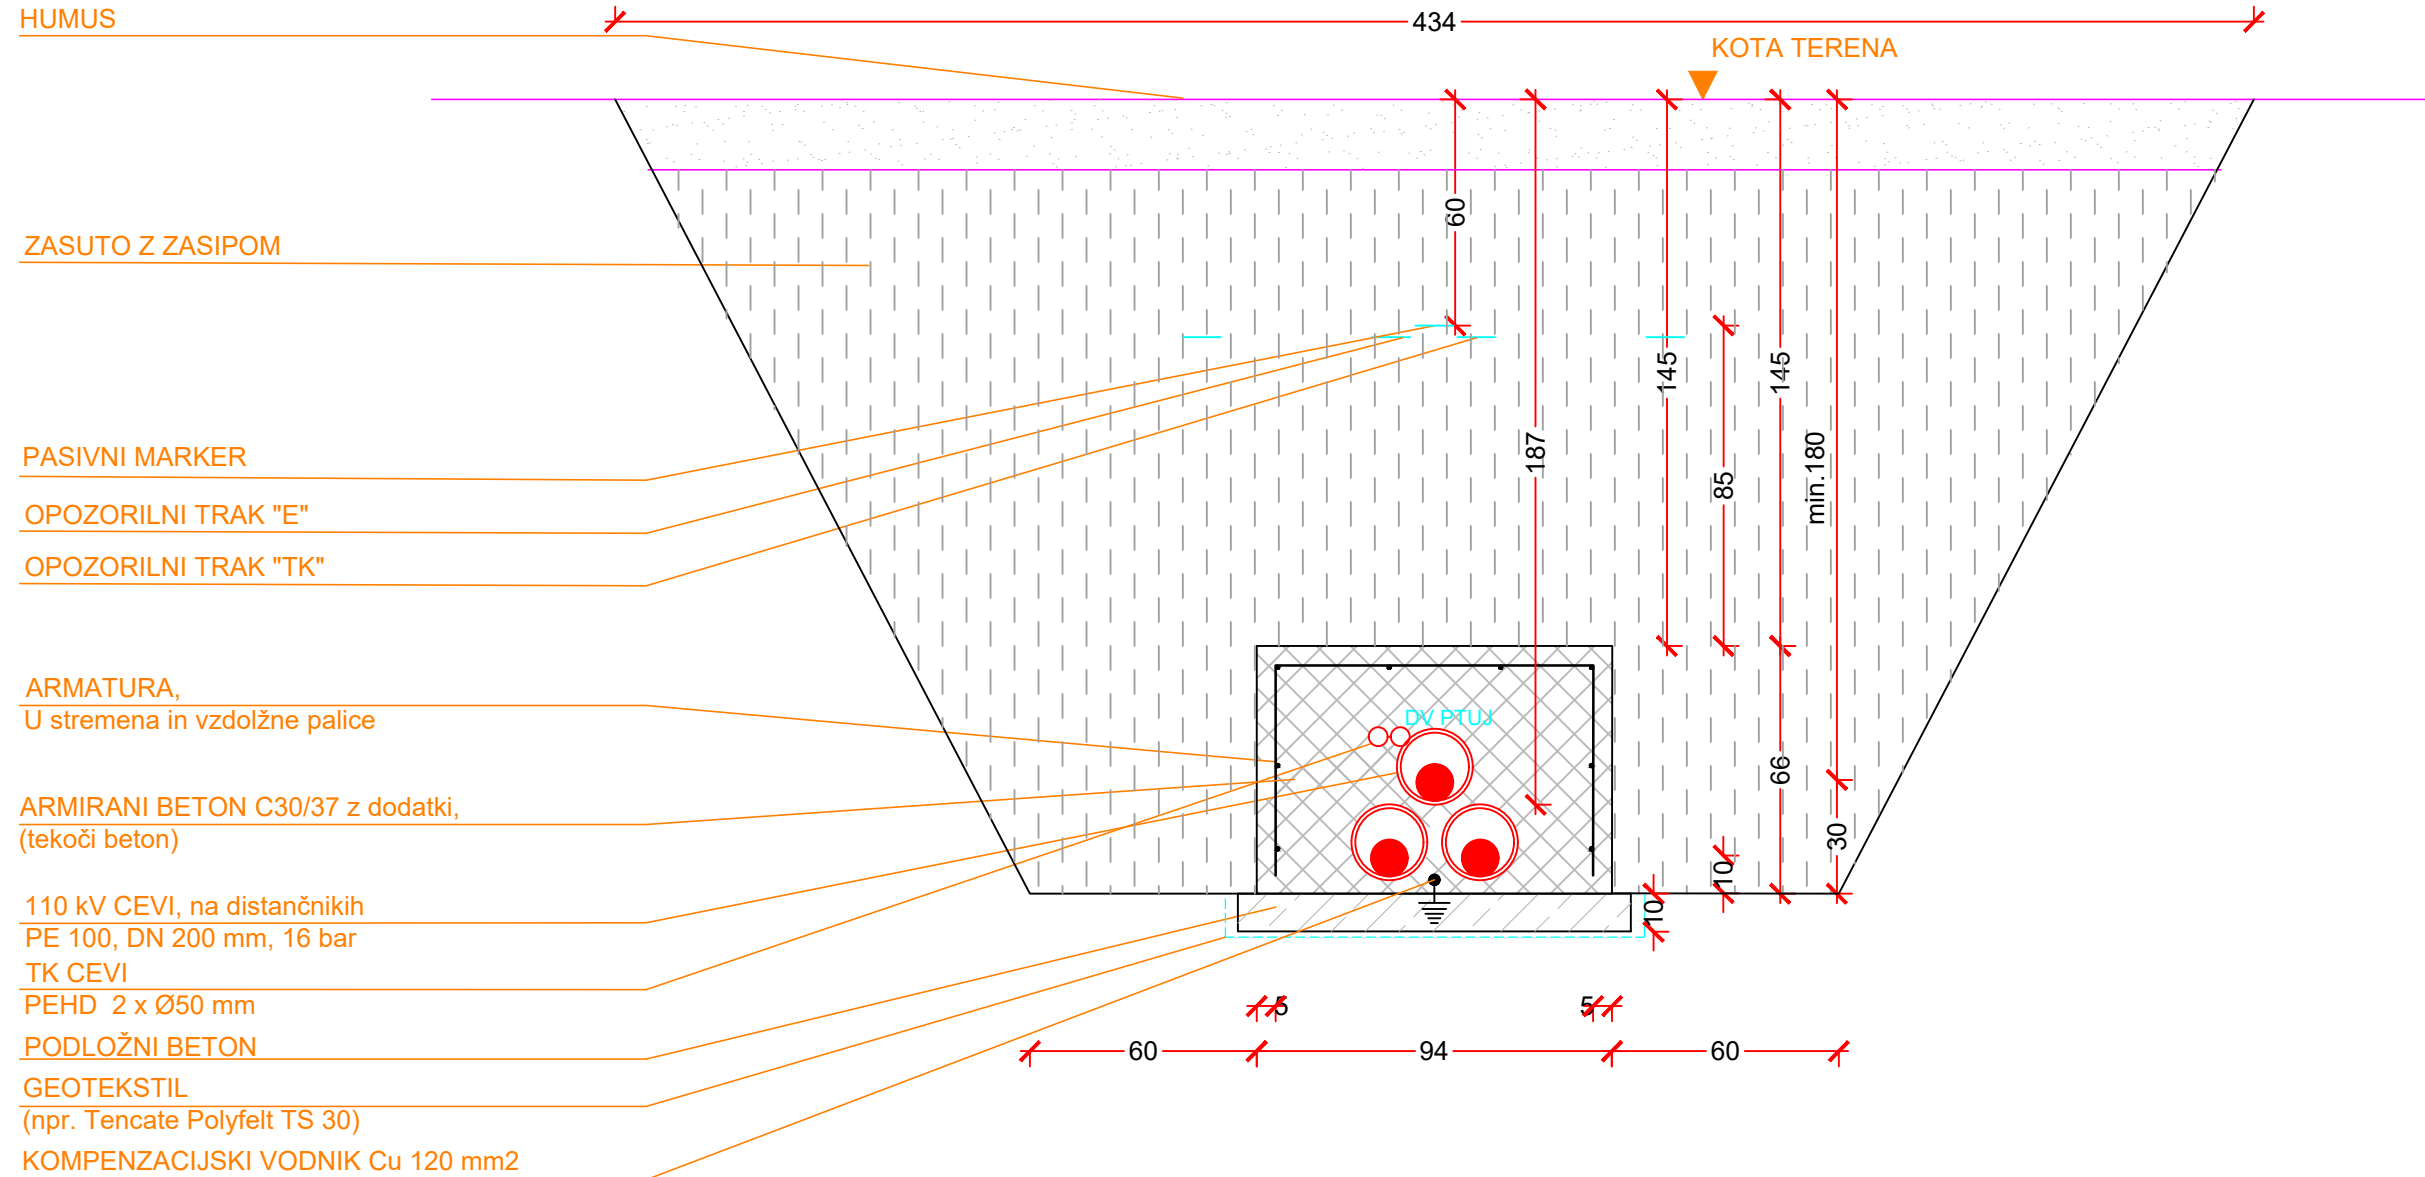 HUMUS
434
KOTA TERENA
60
ZASUTO Z ZASIPOM
145
145
187
min.180
85
PASIVNI MARKER
OPOZORILNI TRAK "E"
OPOZORILNI TRAK "TK"
ARMATURA,
U stremena in vzdolžne palice
DV PTUJ
66
ARMIRANI BETON C30/37 z dodatki,
(tekoči beton)
30
10
110 kV CEVI, na distančnikih
PE 100, DN 200 mm, 16 bar
10
TK CEVI
PEHD 2 x Ø50 mm
5
5
PODLOŽNI BETON
60
94
60
GEOTEKSTIL
(npr. Tencate Polyfelt TS 30)
KOMPENZACIJSKI VODNIK Cu 120 mm2